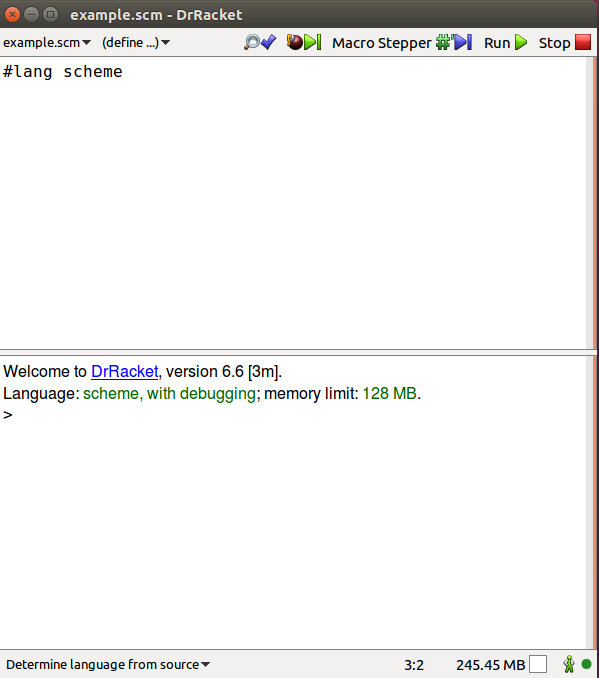 example.scm - DrRacket
example.scm (define ...) Macro Stepper Run Stop
#lang scheme
Welcome to DrRacket, version 6.6 [3m].
Language: scheme, with debugging; memory limit: 128 MB.
>
Determine language from source 3:2 245.45 MB